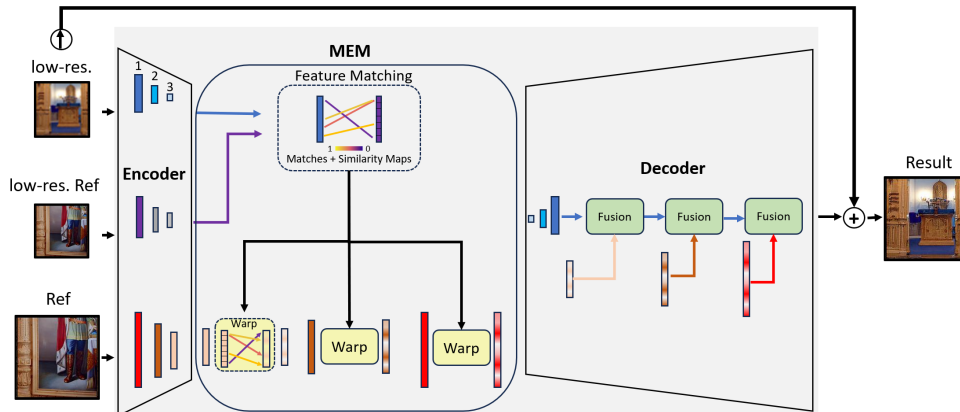 low-res.
1
2
3
MEM
Feature Matching
1 0
Matches + Similarity Maps
Encoder
low-res. Ref
Ref
Warp
Warp
Warp
Decoder
Fusion
Fusion
Fusion
Result